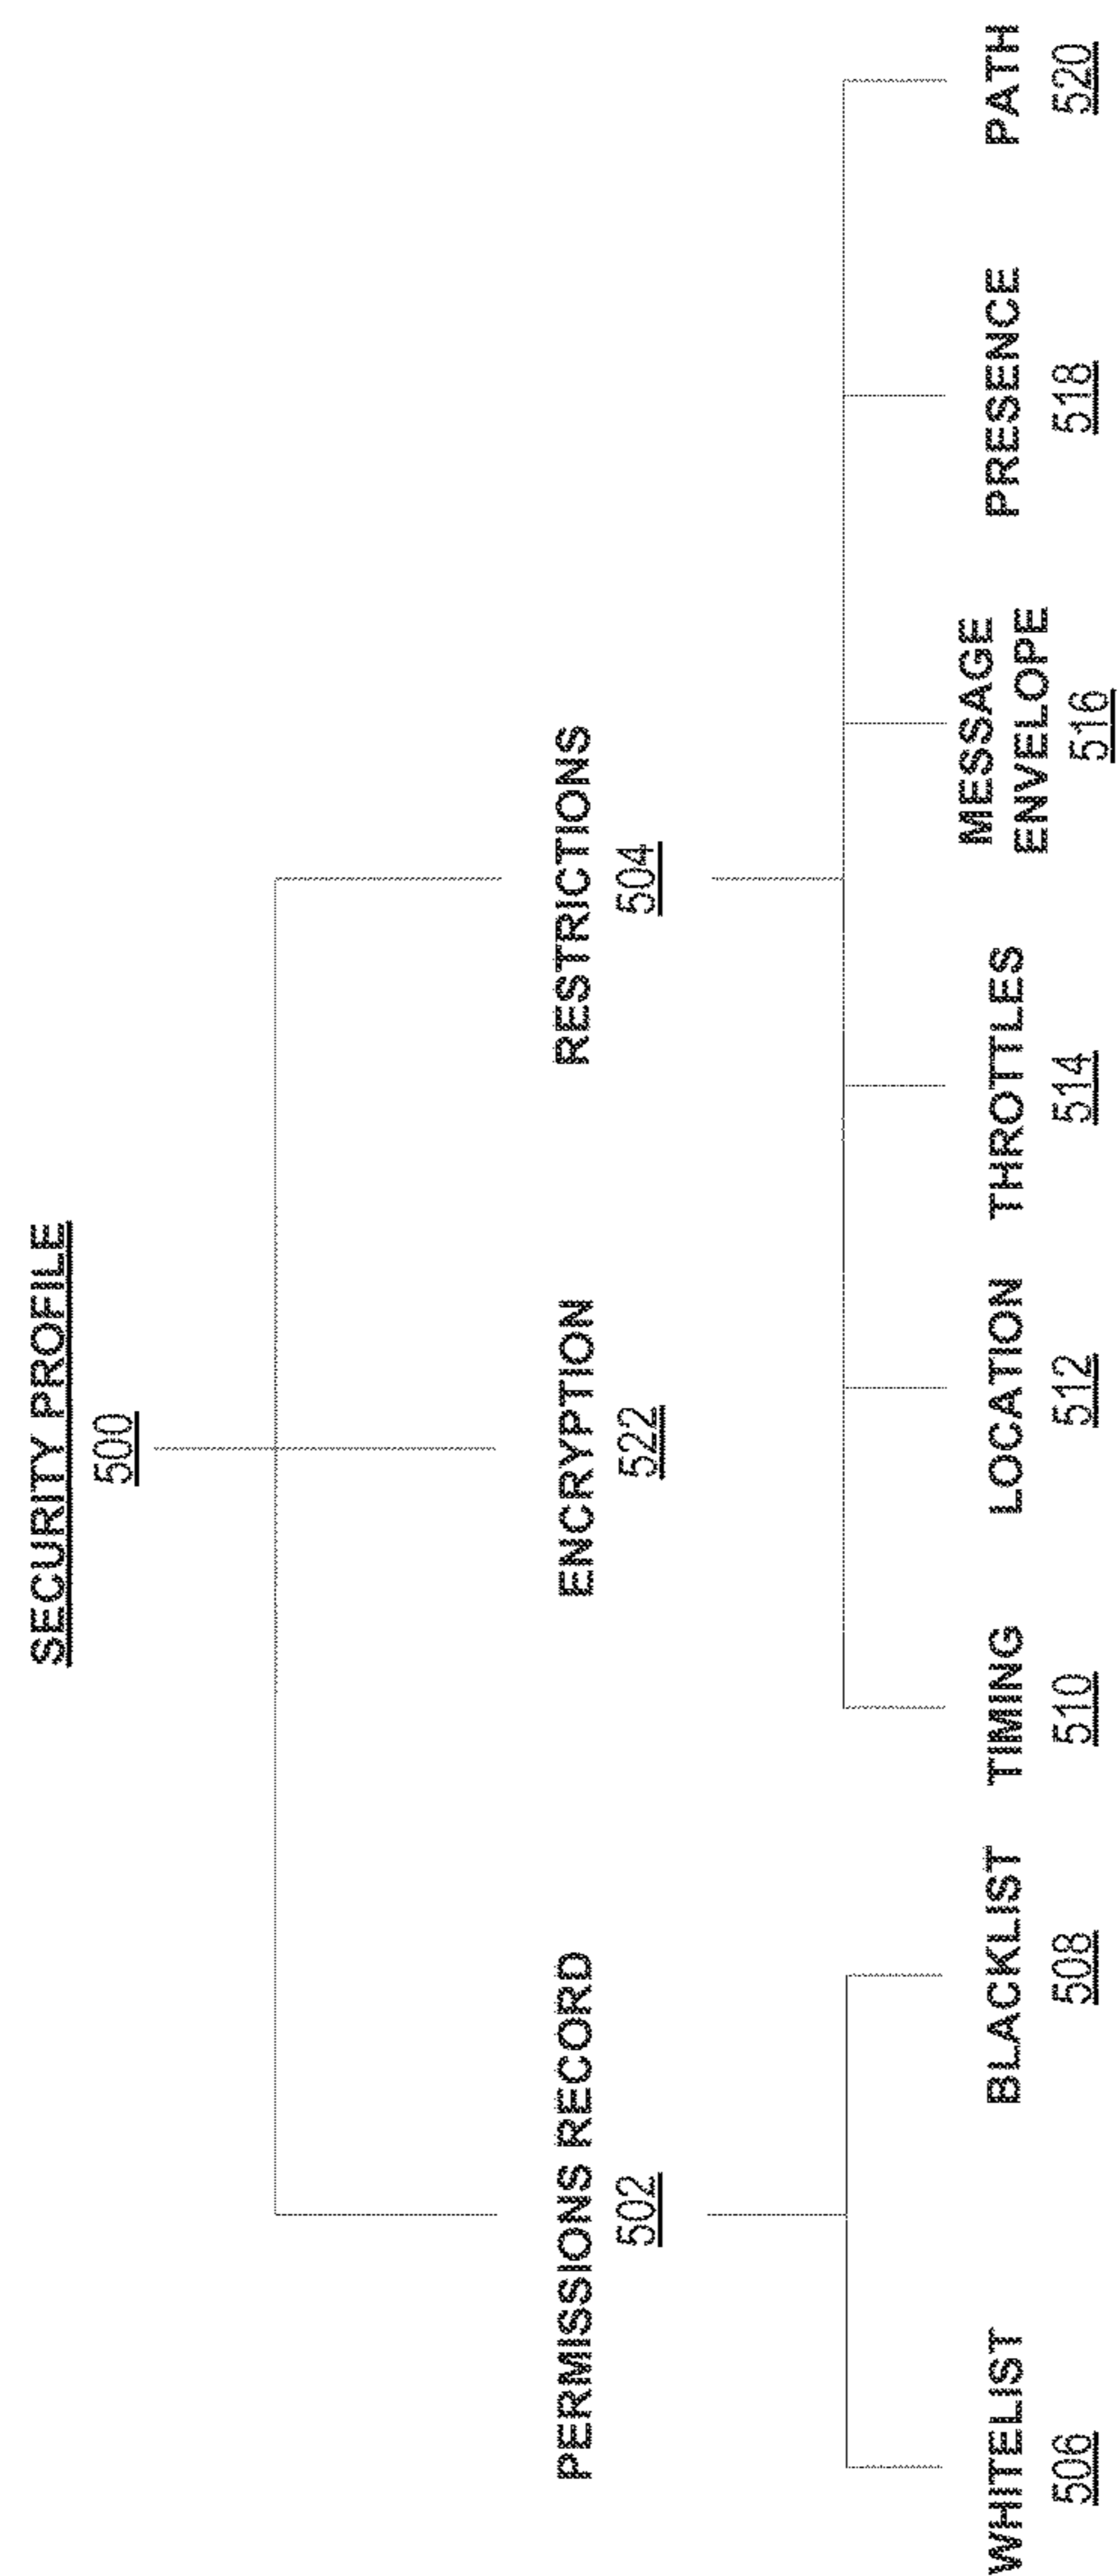 SECURITY PROFILE
500
PERMISSIONS RECORD
502
ENCRYPTION
522
RESTRICTIONS
504
WHITELIST
506
BLACKLIST
508
TIMING
510
LOCATION
512
THROTTLES
514
MESSAGE
ENVELOPE
516
PRESENCE
518
PATH
520